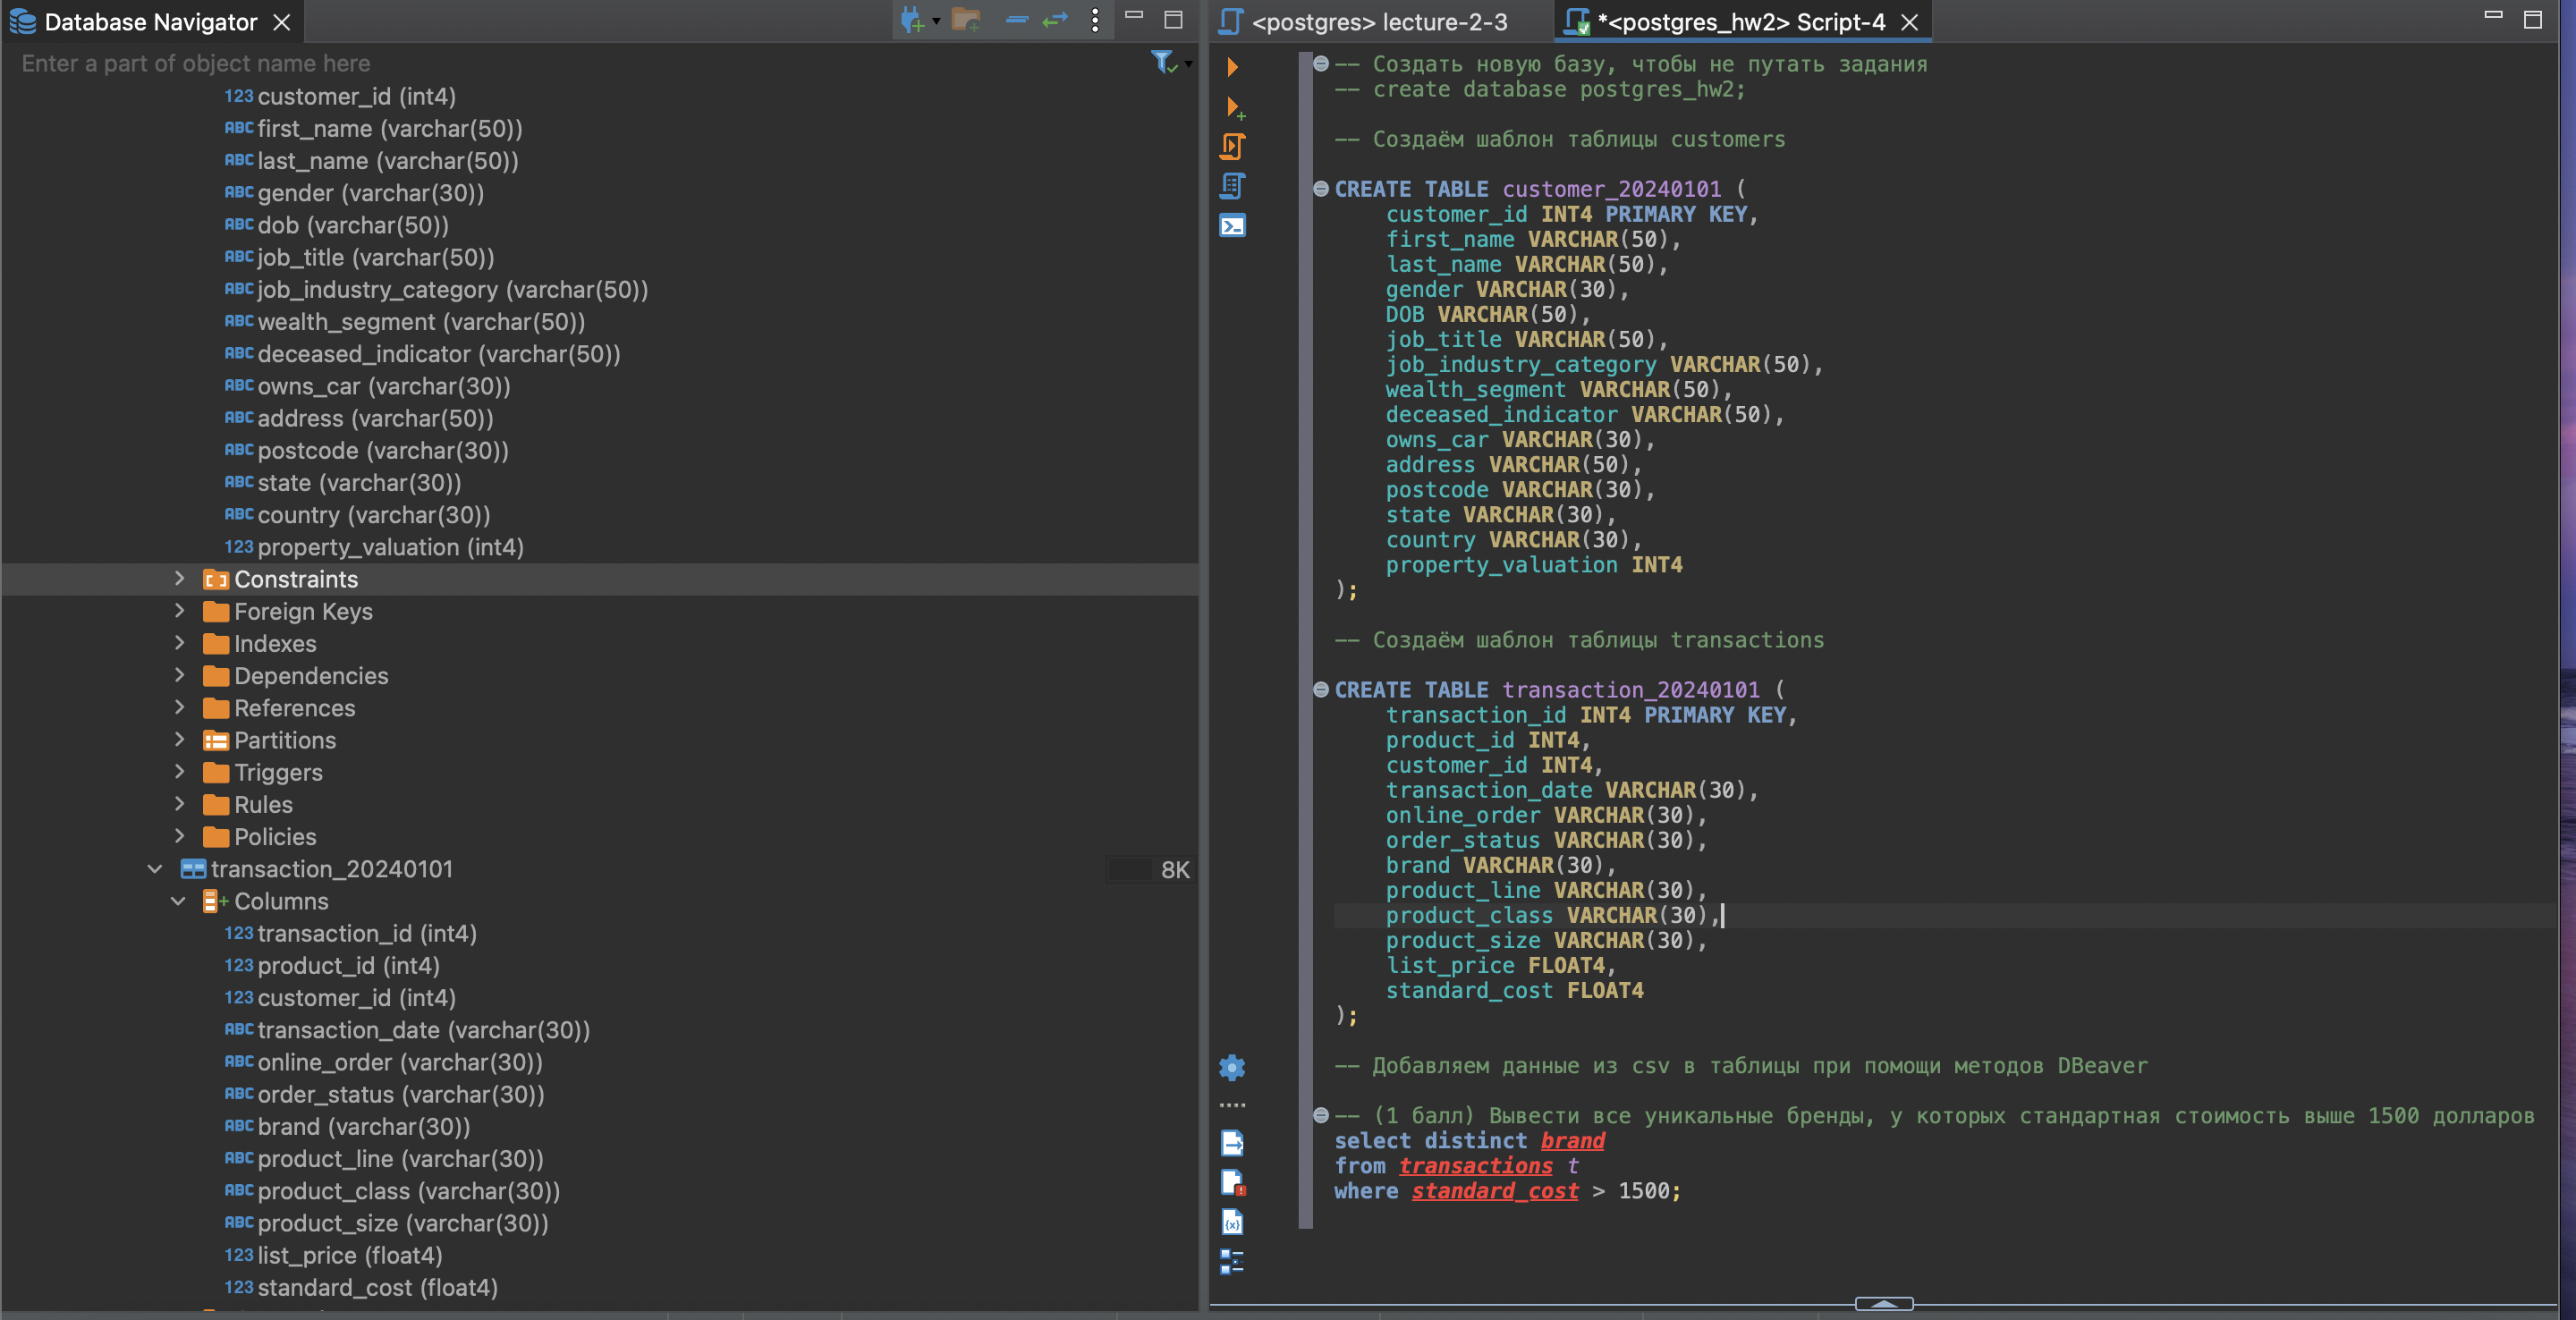 Database Navigator
Enter a part of object name here
123 customer_id (int4)
ABC first_name (varchar(50))
ABC last_name (varchar(50))
ABC gender (varchar(30))
ABC dob (varchar(50))
ABC job_title (varchar(50))
ABC job_industry_category (varchar(50))
ABC wealth_segment (varchar(50))
ABC deceased_indicator (varchar(50))
ABC owns_car (varchar(30))
ABC address (varchar(50))
ABC postcode (varchar(30))
ABC state (varchar(30))
ABC country (varchar(30))
123 property_valuation (int4)
Constraints
Foreign Keys
Indexes
Dependencies
References
Partitions
Triggers
Rules
Policies
transaction_20240101 8K
Columns
123 transaction_id (int4)
123 product_id (int4)
123 customer_id (int4)
ABC transaction_date (varchar(30))
ABC online_order (varchar(30))
ABC order_status (varchar(30))
ABC brand (varchar(30))
ABC product_line (varchar(30))
ABC product_class (varchar(30))
ABC product_size (varchar(30))
123 list_price (float4)
123 standard_cost (float4)
<postgres> lecture-2-3
*<postgres_hw2> Script-4
-- Создать новую базу, чтобы не путать задания
-- create database postgres_hw2;
-- Создаём шаблон таблицы customers
CREATE TABLE customer_20240101 (
customer_id INT4 PRIMARY KEY,
first_name VARCHAR(50),
last_name VARCHAR(50),
gender VARCHAR(30),
DOB VARCHAR(50),
job_title VARCHAR(50),
job_industry_category VARCHAR(50),
wealth_segment VARCHAR(50),
deceased_indicator VARCHAR(50),
owns_car VARCHAR(30),
address VARCHAR(50),
postcode VARCHAR(30),
state VARCHAR(30),
country VARCHAR(30),
property_valuation INT4
);
-- Создаём шаблон таблицы transactions
CREATE TABLE transaction_20240101 (
transaction_id INT4 PRIMARY KEY,
product_id INT4,
customer_id INT4,
transaction_date VARCHAR(30),
online_order VARCHAR(30),
order_status VARCHAR(30),
brand VARCHAR(30),
product_line VARCHAR(30),
product_class VARCHAR(30),
product_size VARCHAR(30),
list_price FLOAT4,
standard_cost FLOAT4
);
-- Добавляем данные из csv в таблицы при помощи методов DBeaver
-- (1 балл) Вывести все уникальные бренды, у которых стандартная стоимость выше 1500 долларов
select distinct brand
from transactions t
where standard_cost > 1500;